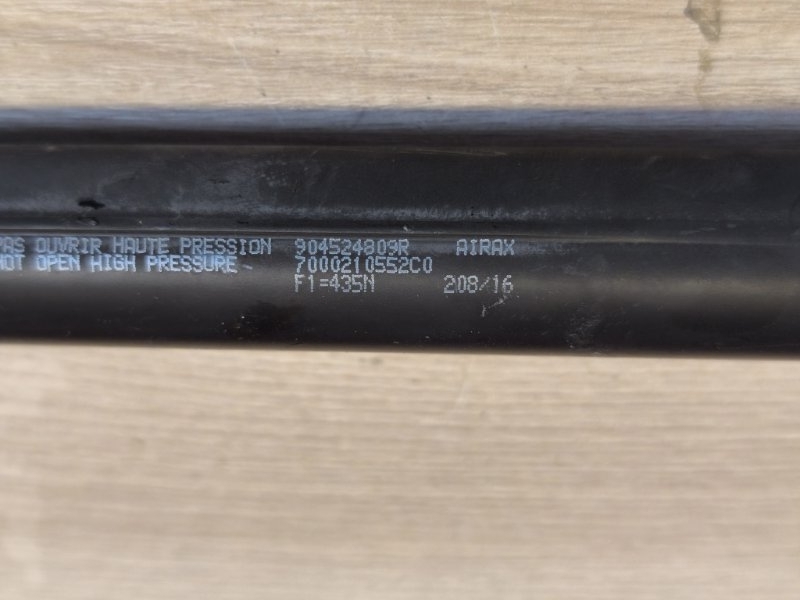 PAS OUVRIR HAUTE PRESSION 904524809R AIRAX
NOT OPEN HIGH PRESSURE 7000210552C0
F1=435N 208/16